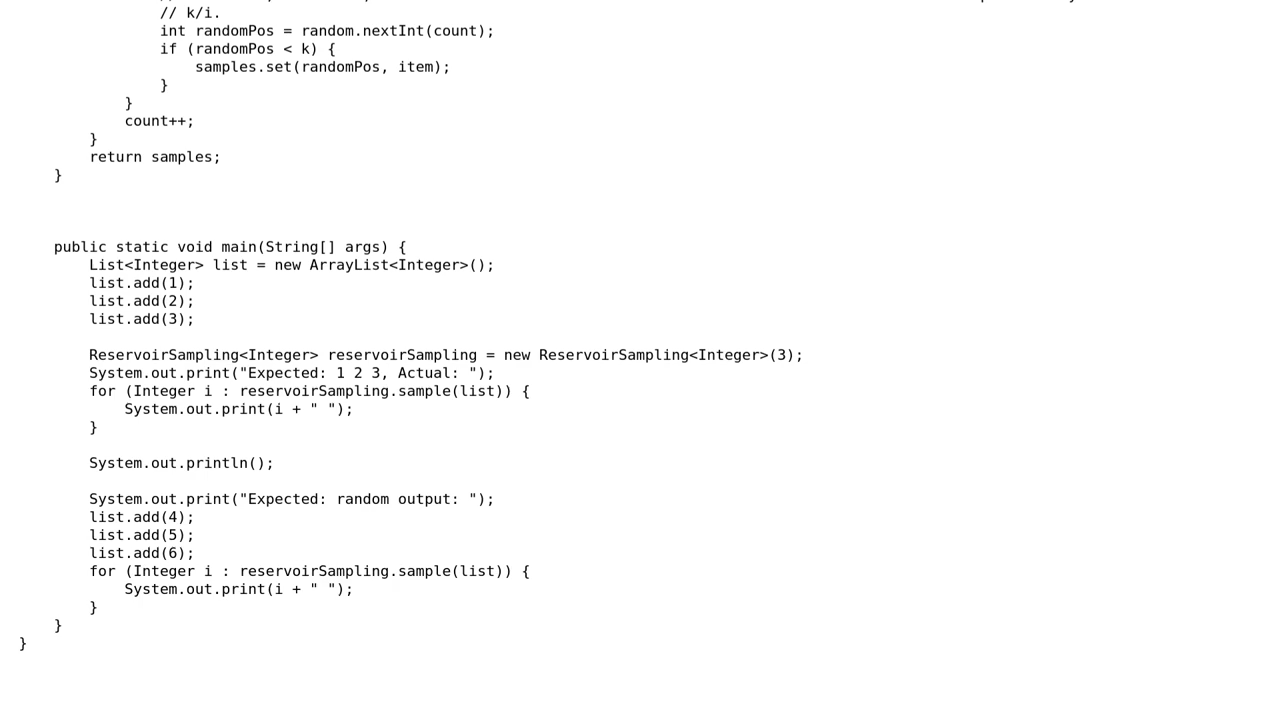 // k/i.
int randomPos = random.nextInt(count);
if (randomPos < k) {
samples.set(randomPos, item);
}
}
count++;
}
return samples;
}
public static void main(String[] args) {
List<Integer> list = new ArrayList<Integer>();
list.add(1);
list.add(2);
list.add(3);
ReservoirSampling<Integer> reservoirSampling = new ReservoirSampling<Integer>(3);
System.out.print("Expected: 1 2 3, Actual: ");
for (Integer i : reservoirSampling.sample(list)) {
System.out.print(i + " ");
}
System.out.println();
System.out.print("Expected: random output: ");
list.add(4);
list.add(5);
list.add(6);
for (Integer i : reservoirSampling.sample(list)) {
System.out.print(i + " ");
}
}
}